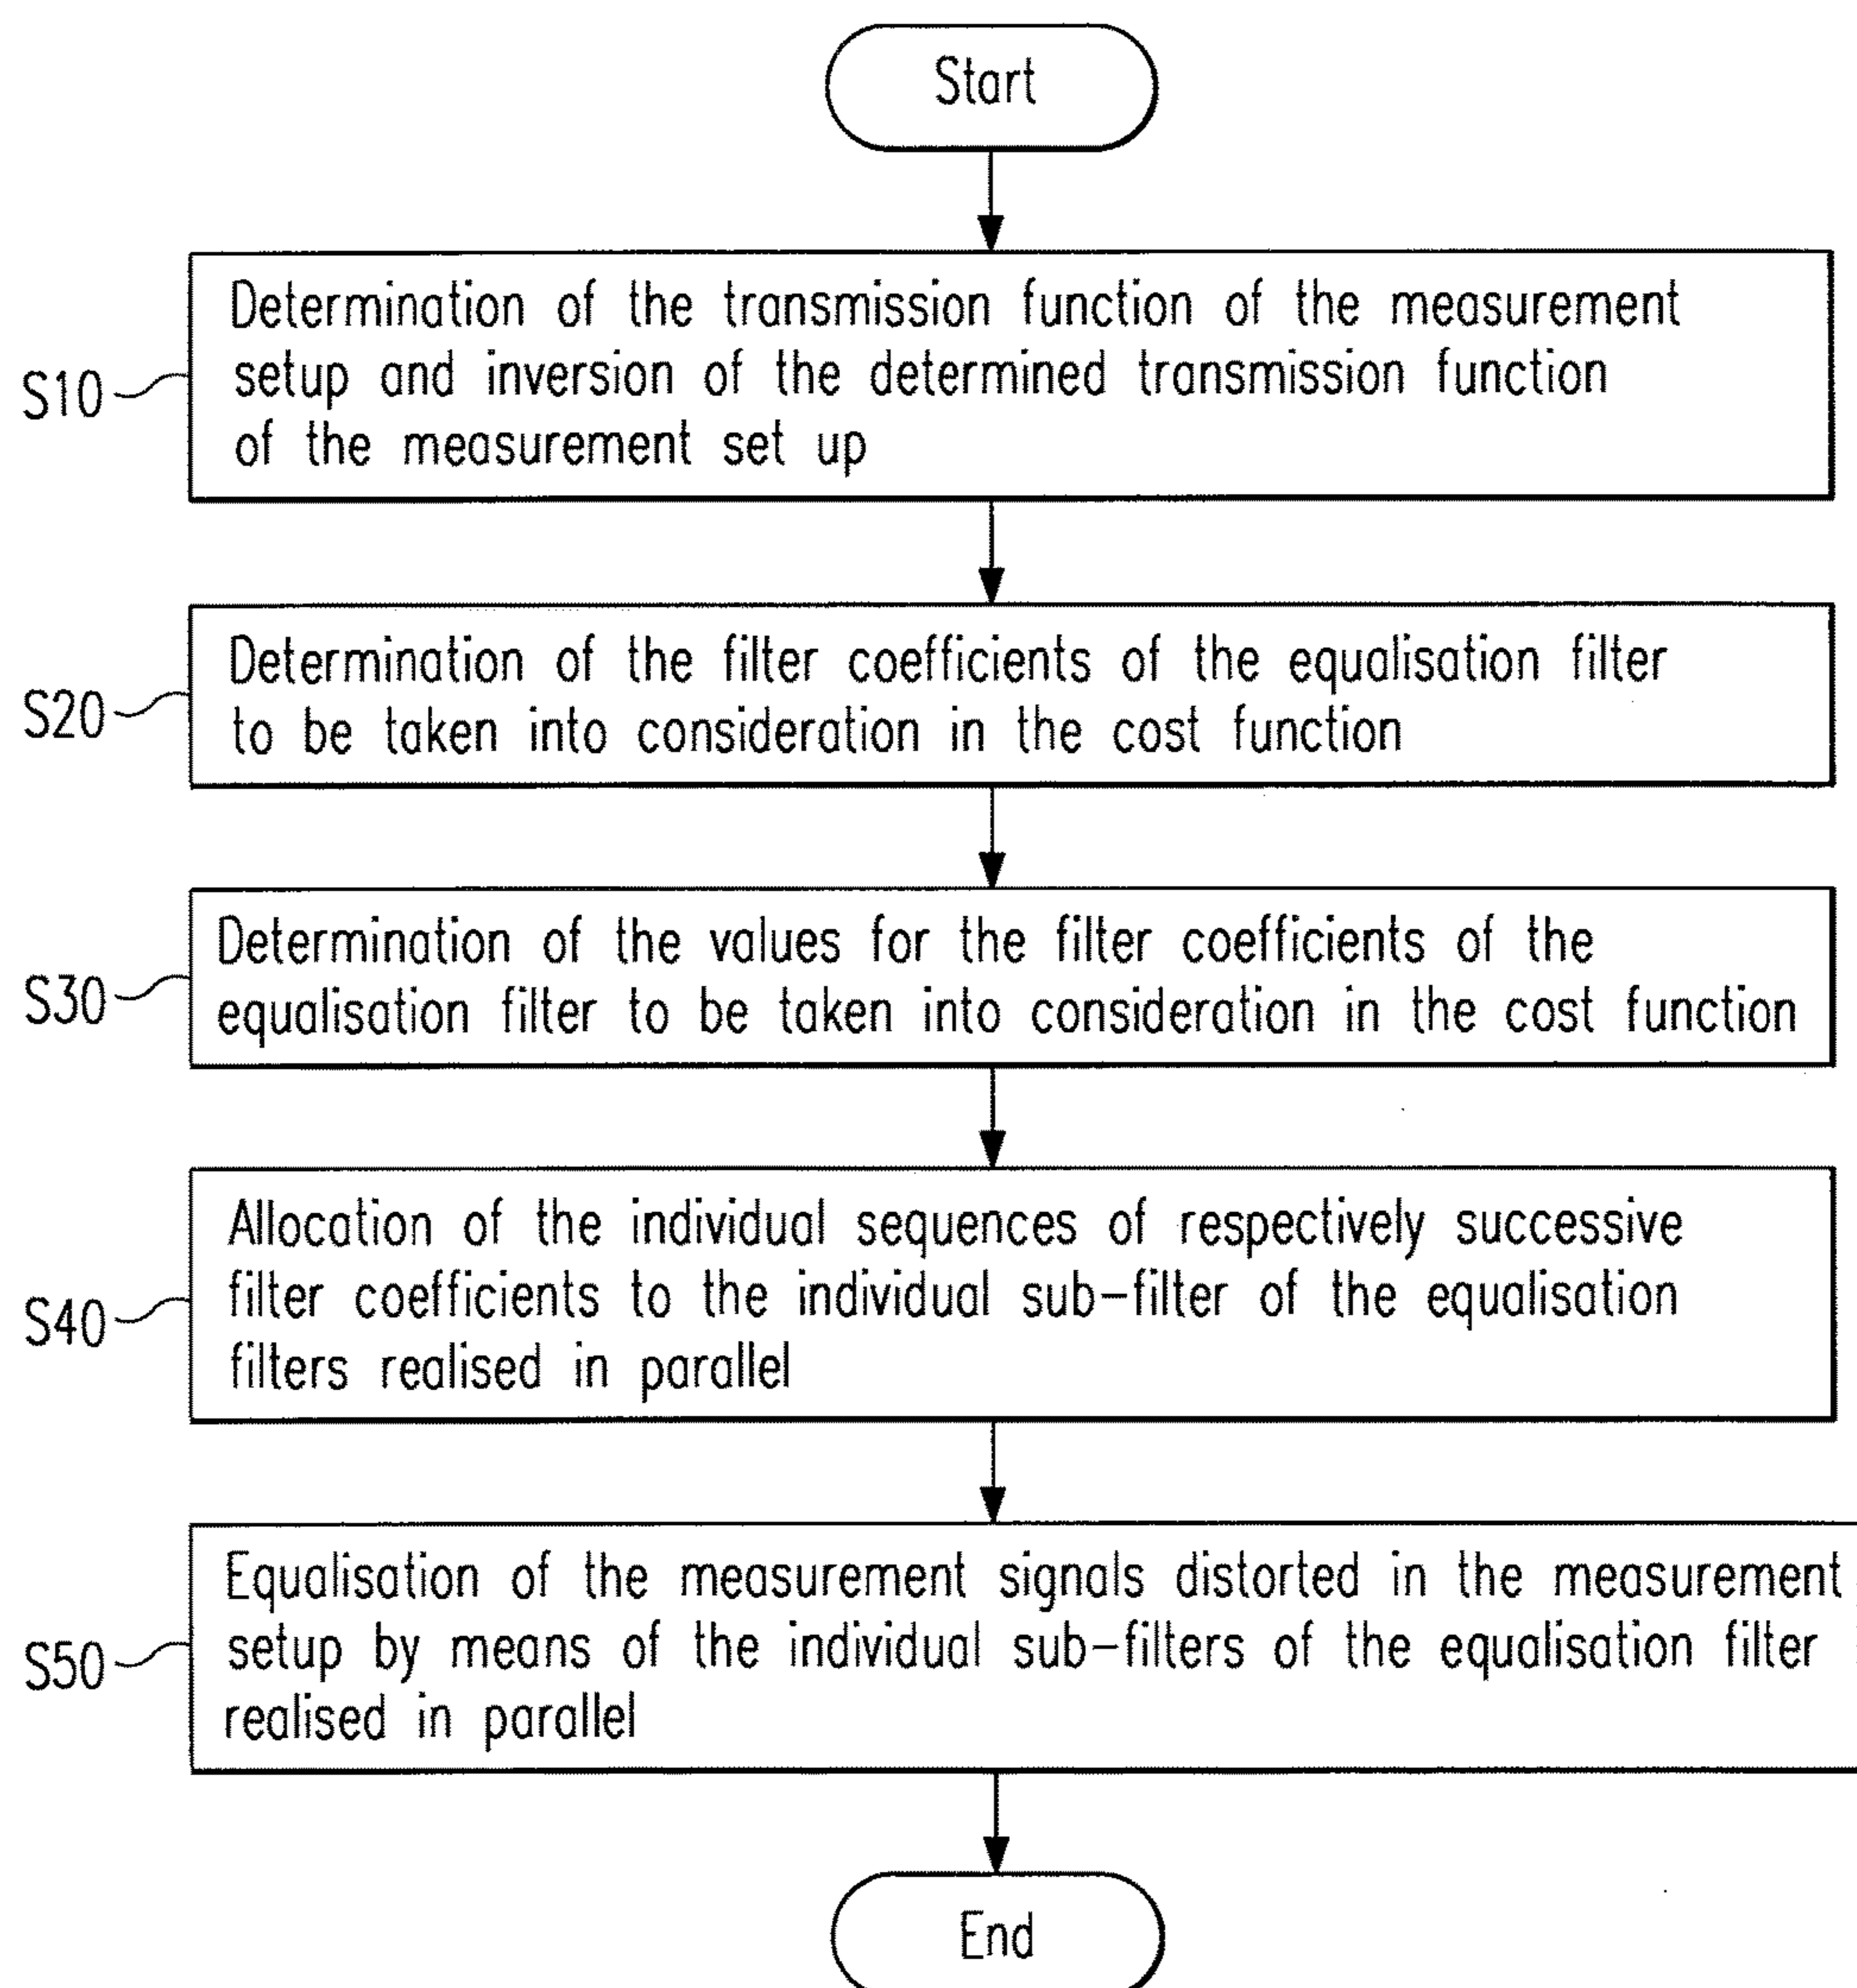 Start
Determination of the transmission function of the measurement
setup and inversion of the determined transmission function
of the measurement set up
S10
Determination of the filter coefficients of the equalisation filter
to be taken into consideration in the cost function
S20
Determination of the values for the filter coefficients of the
equalisation filter to be taken into consideration in the cost function
S30
Allocation of the individual sequences of respectively successive
filter coefficients to the individual sub-filter of the equalisation
filters realised in parallel
S40
Equalisation of the measurement signals distorted in the measurement
setup by means of the individual sub-filters of the equalisation filter
realised in parallel
S50
End